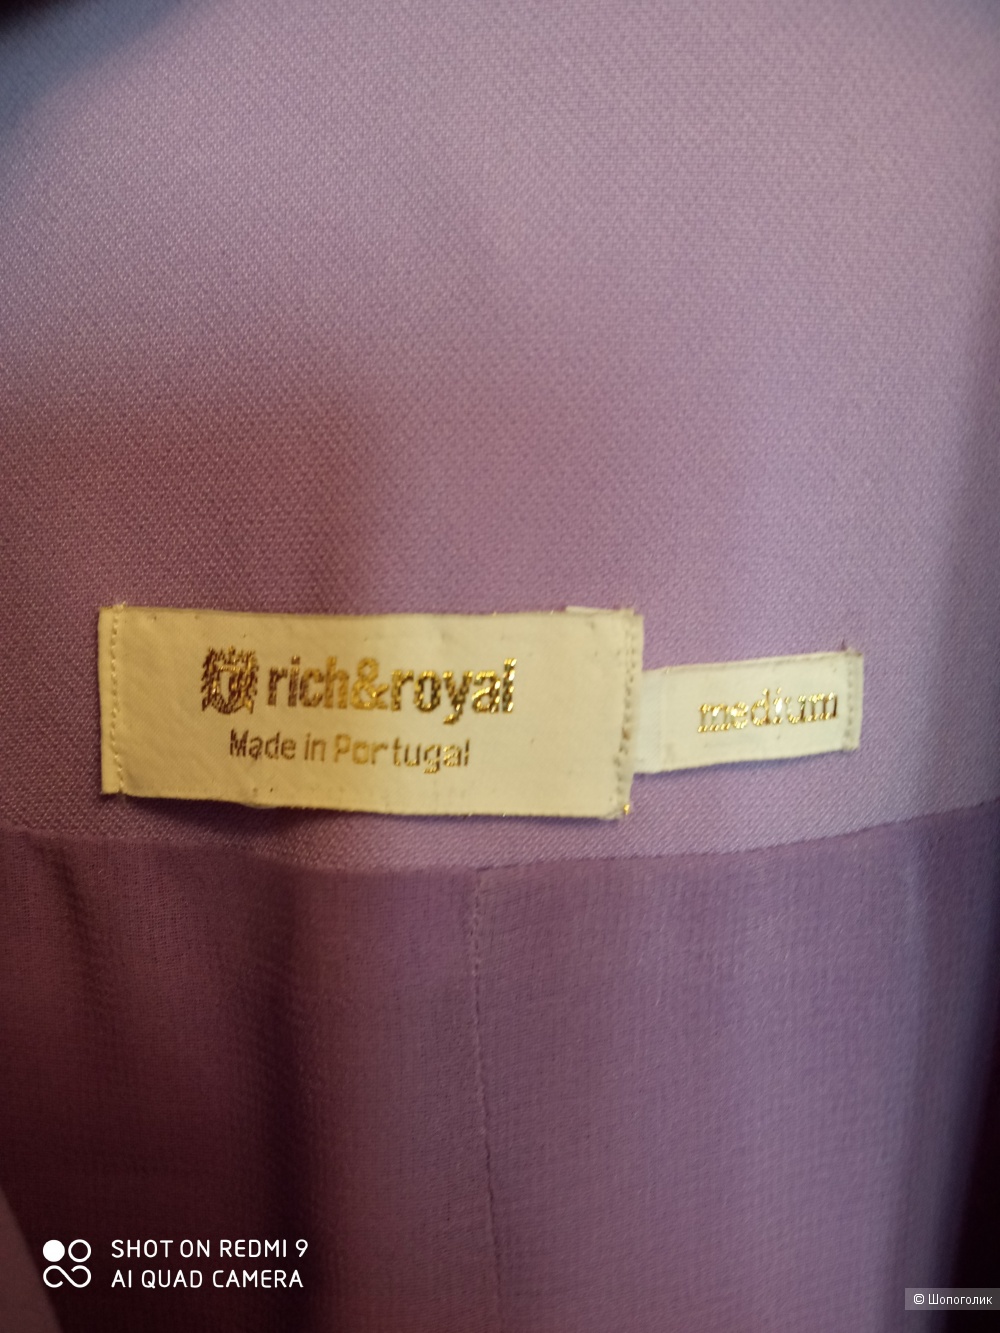 rich&royal
Made in Portugal
medium
SHOT ON REDMI 9
AI QUAD CAMERA
© Шопоголик